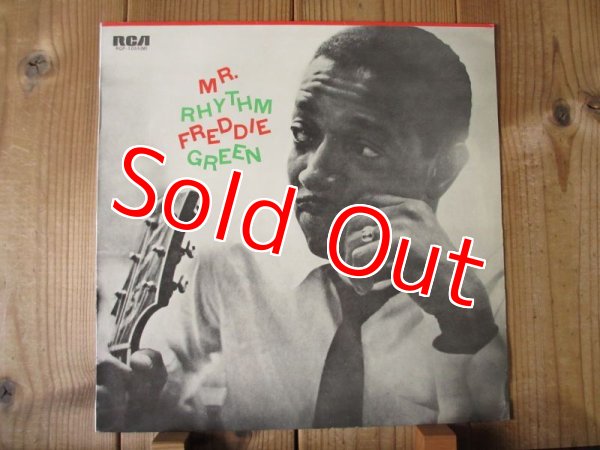 RCA
MR.
RHYTHM
FREDDIE
GREEN
Sold Out